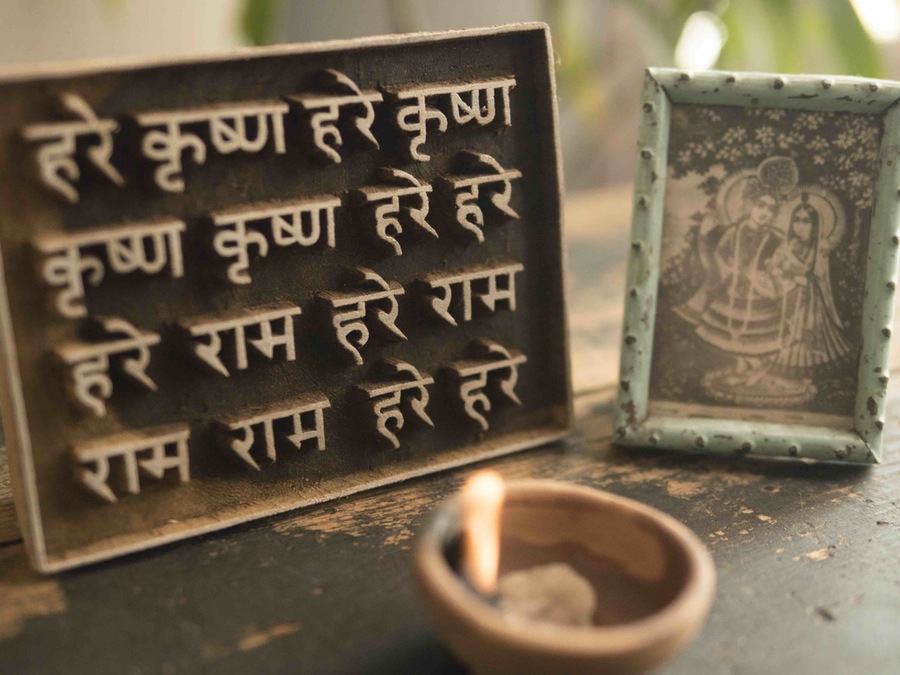 हरे कृष्ण हरे कृष्ण
कृष्ण कृष्ण हरे हरे
हरे राम हरे राम
राम राम हरे हरे